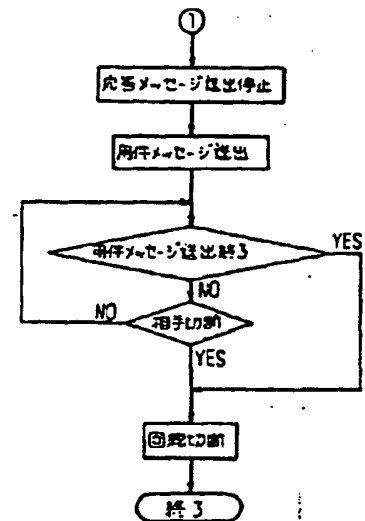 1
応答メッセージ送出停止
用件メッセージ送出
用件メッセージ送出終了
YES
NO
NO
相手切断
YES
回線切断
終了